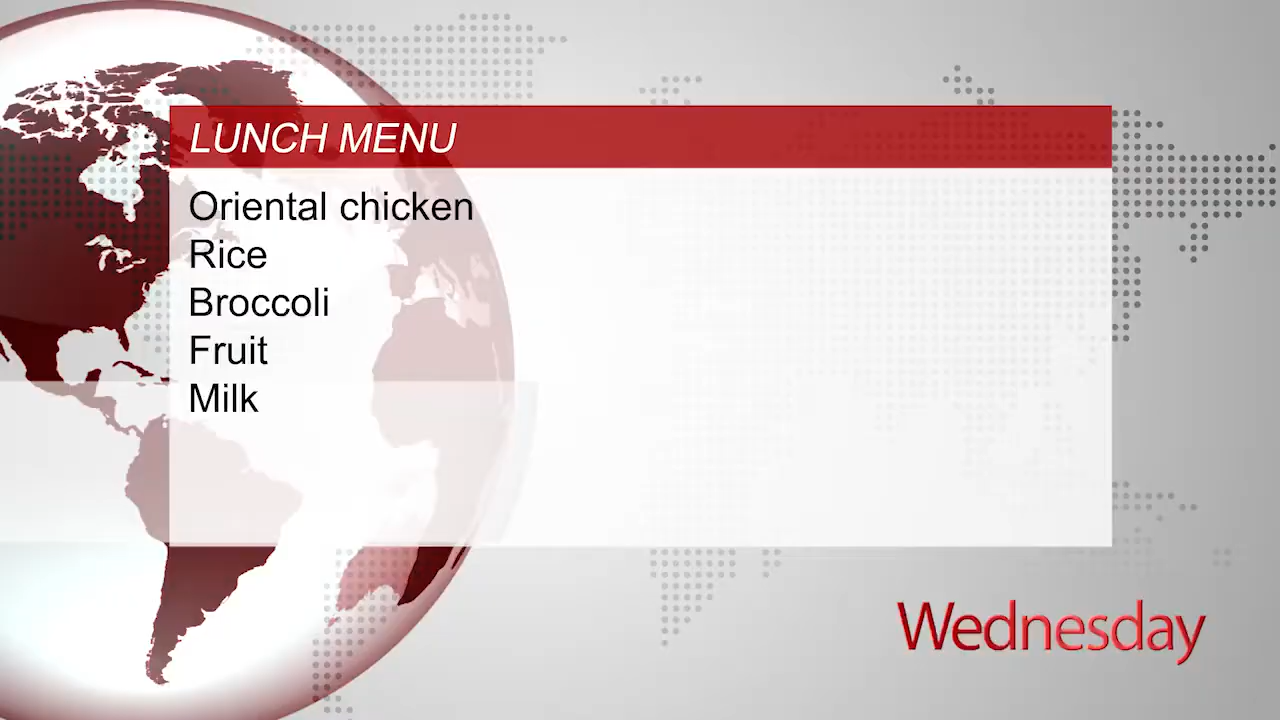 LUNCH MENU
Oriental chicken
Rice
Broccoli
Fruit
Milk
Wednesday